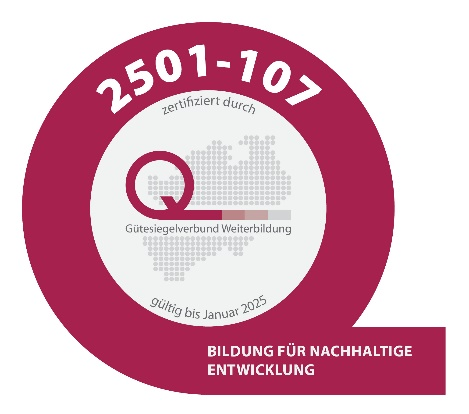 2501-107
zertifiziert durch
Gütesiegelverbund Weiterbildung
gültig bis Januar 2025
BILDUNG FÜR NACHHALTIGE
ENTWICKLUNG